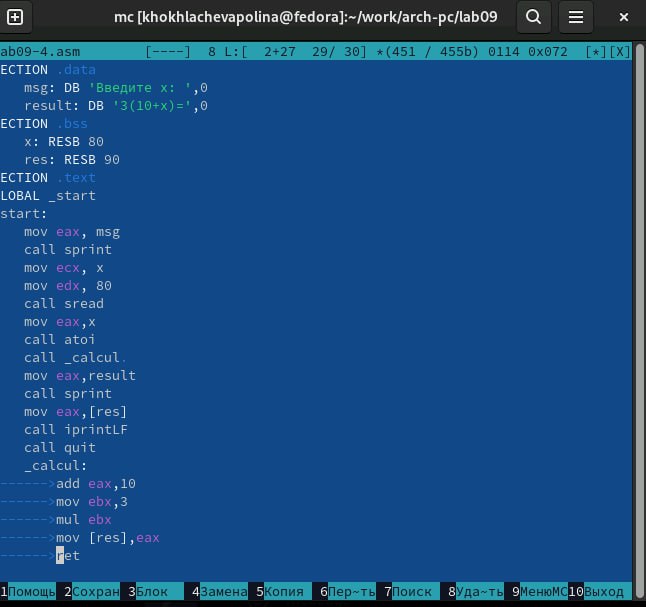 mc [khokhlachevapolina@fedora]:~/work/arch-pc/lab09
ab09-4.asm [----] 8 L:[ 2+27 29/ 30] *(451 / 455b) 0114 0x072 [*][X]
ECTION .data
msg: DB 'Введите x: ',0
result: DB '3(10+x)=',0
ECTION .bss
x: RESB 80
res: RESB 90
ECTION .text
LOBAL _start
start:
mov eax, msg
call sprint
mov ecx, x
mov edx, 80
call sread
mov eax,x
call atoi
call _calcul.
mov eax,result
call sprint
mov eax,[res]
call iprintLF
call quit
_calcul:
------>add eax,10
------>mov ebx,3
------>mul ebx
------>mov [res],eax
------>ret
1Помощь 2Сохран 3Блок 4Замена 5Копия 6Пер~ть 7Поиск 8Уда~ть 9МенюMC10Выход